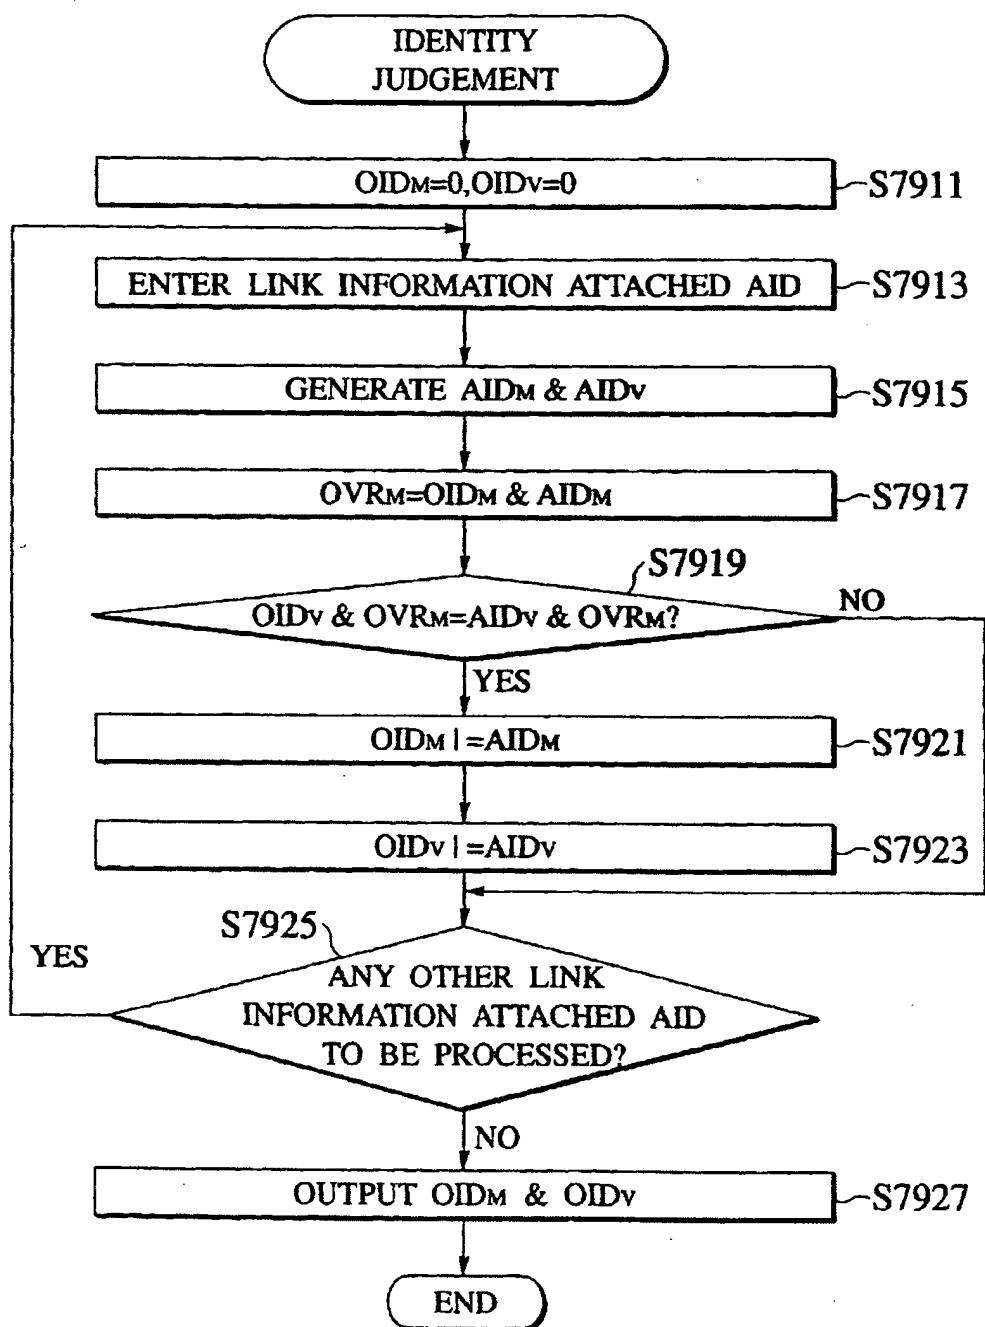 IDENTITY
JUDGEMENT
OIDM=0,OIDV=0
S7911
ENTER LINK INFORMATION ATTACHED AID
S7913
GENERATE AIDM & AIDV
S7915
OVRM=OIDM & AIDM
S7917
S7919
OIDV & OVRM=AIDV & OVRM?
NO
YES
OIDM |=AIDM
S7921
OIDV |=AIDV
S7923
S7925
YES
ANY OTHER LINK
INFORMATION ATTACHED AID
TO BE PROCESSED?
NO
OUTPUT OIDM & OIDV
S7927
END